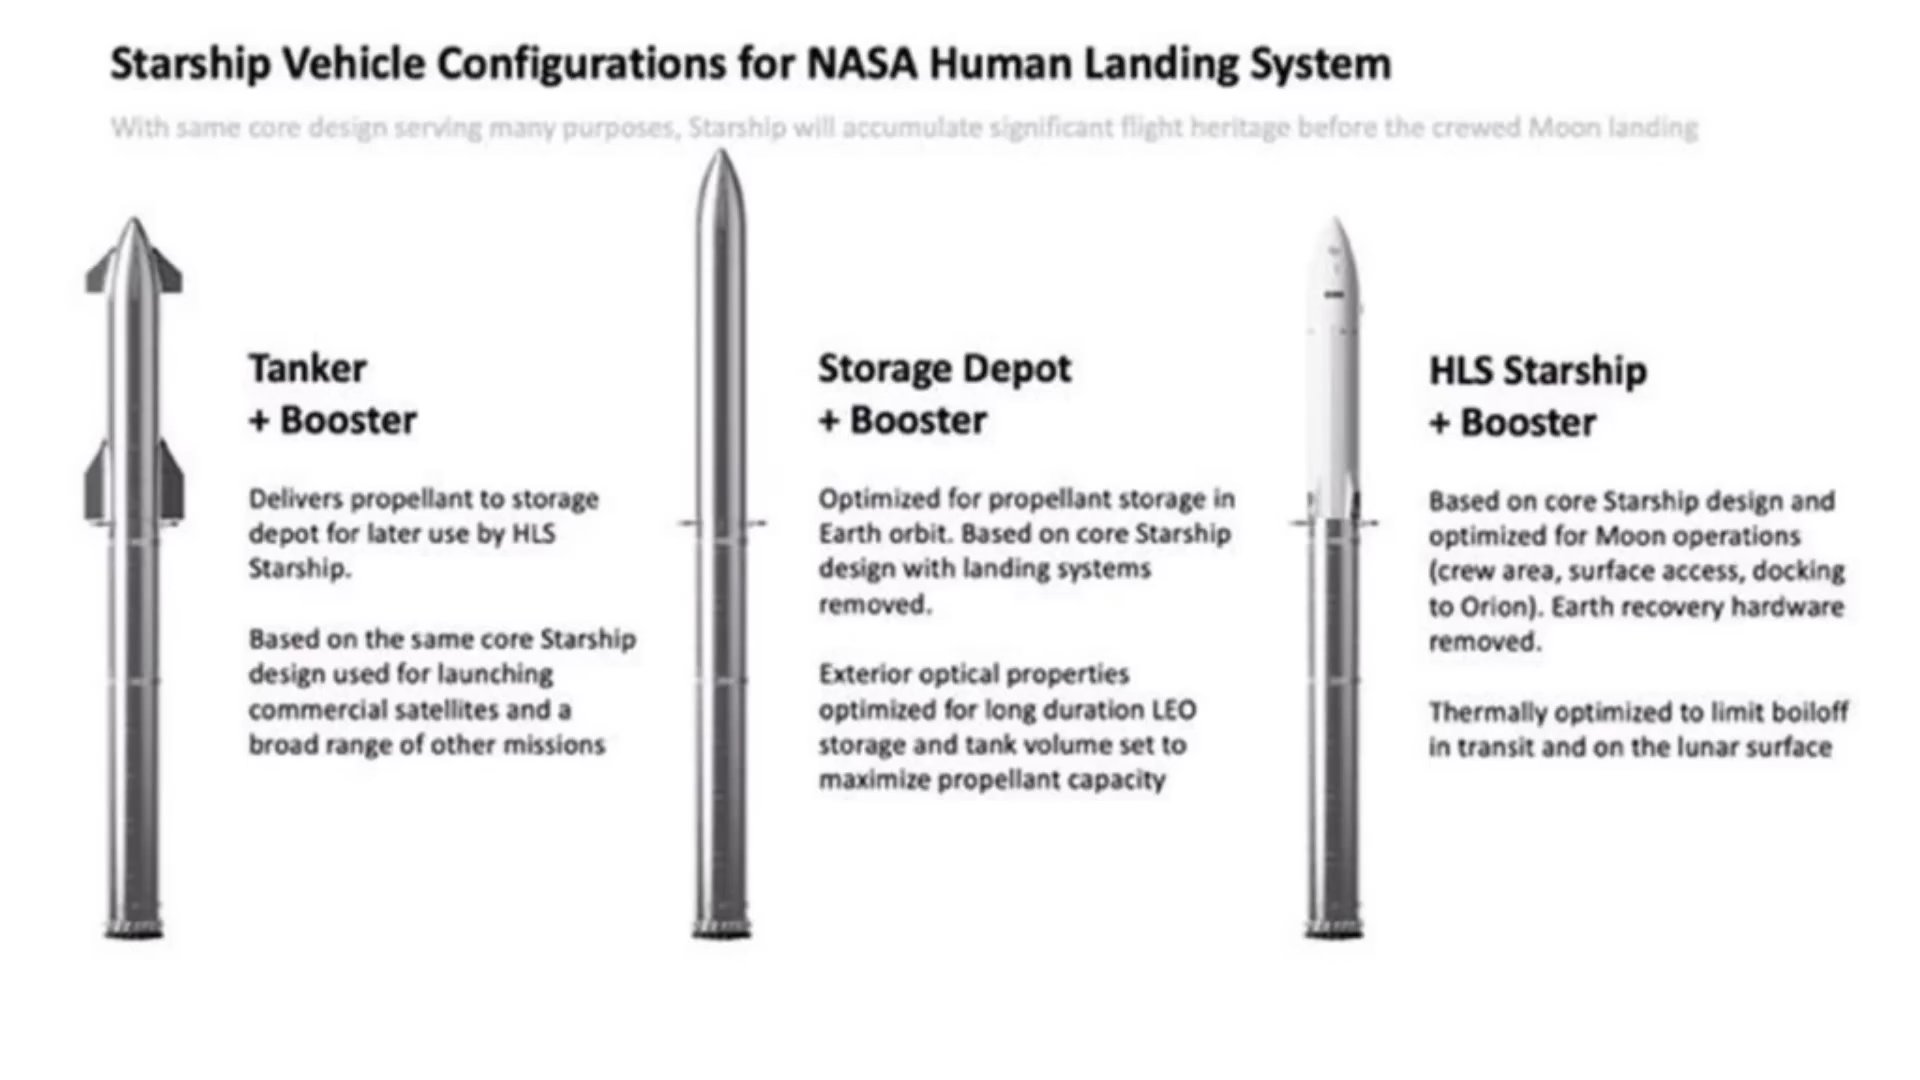 Starship Vehicle Configurations for NASA Human Landing System
With same core design serving many purposes, Starship will accumulate significant flight heritage before the crewed Moon landing
Tanker
+ Booster
Delivers propellant to storage
depot for later use by HLS
Starship.
Based on the same core Starship
design used for launching
commercial satellites and a
broad range of other missions
Storage Depot
+ Booster
Optimized for propellant storage in
Earth orbit. Based on core Starship
design with landing systems
removed.
Exterior optical properties
optimized for long duration LEO
storage and tank volume set to
maximize propellant capacity
HLS Starship
+ Booster
Based on core Starship design and
optimized for Moon operations
(crew area, surface access, docking
to Orion). Earth recovery hardware
removed.
Thermally optimized to limit boiloff
in transit and on the lunar surface